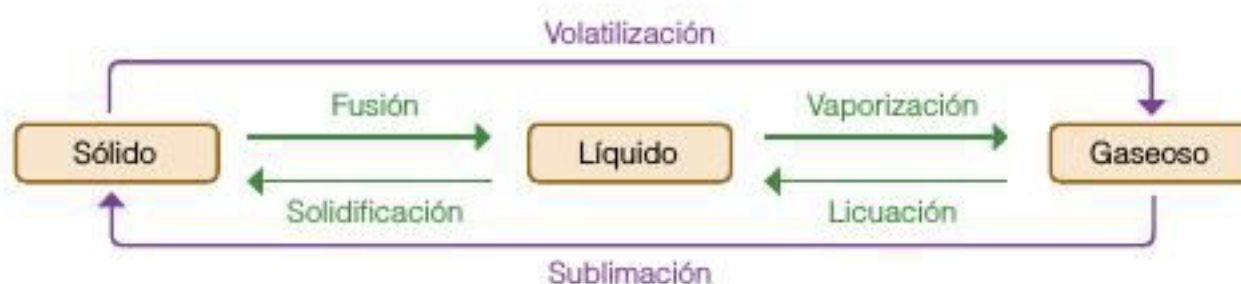 Volatilización
Fusión
Vaporización
Sólido
Líquido
Gaseoso
Solidificación
Licuación
Sublimación